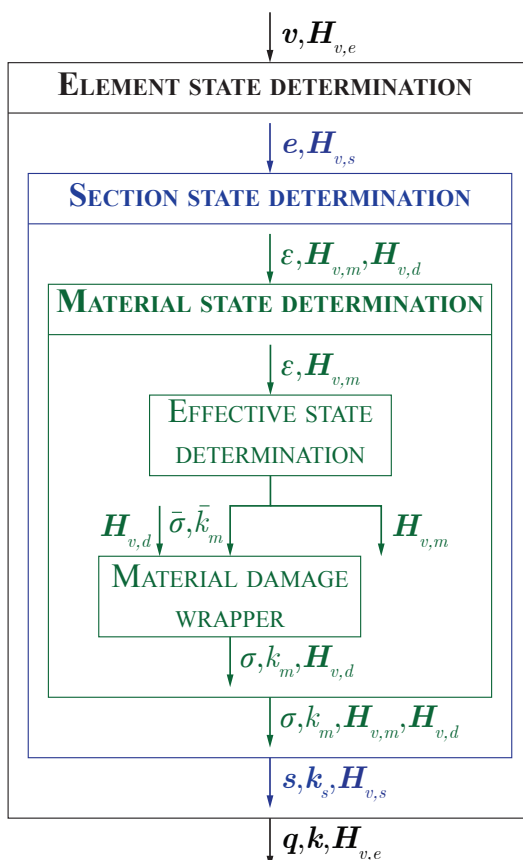 v, H_{v,e}
ELEMENT STATE DETERMINATION
e, H_{v,s}
SECTION STATE DETERMINATION
ε, H_{v,m}, H_{v,d}
MATERIAL STATE DETERMINATION
ε, H_{v,m}
EFFECTIVE STATE
DETERMINATION
H_{v,d} σ̄, k̄_m H_{v,m}
MATERIAL DAMAGE
WRAPPER
σ, k_m, H_{v,d}
σ, k_m, H_{v,m}, H_{v,d}
s, k_s, H_{v,s}
q, k, H_{v,e}